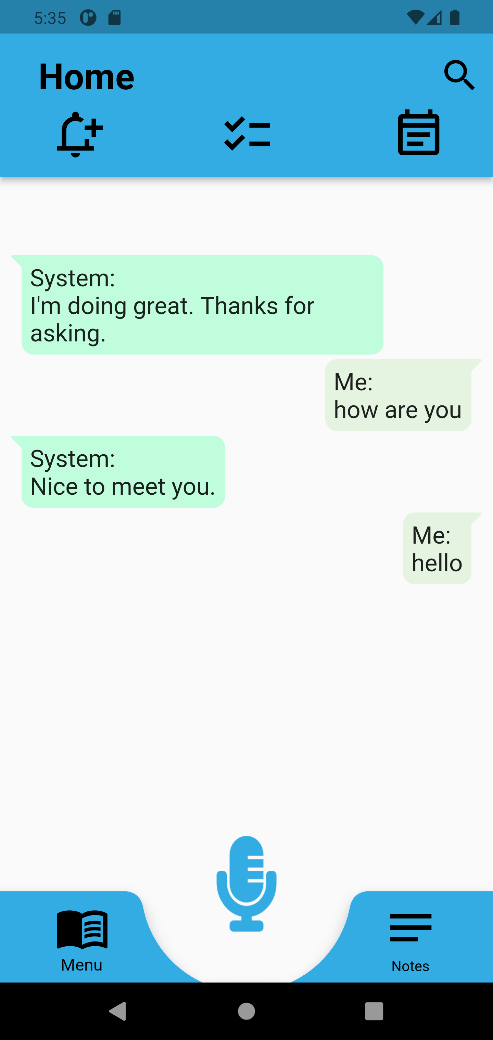 5:35
Home
System:
I'm doing great. Thanks for
asking.
Me:
how are you
System:
Nice to meet you.
Me:
hello
Menu
Notes